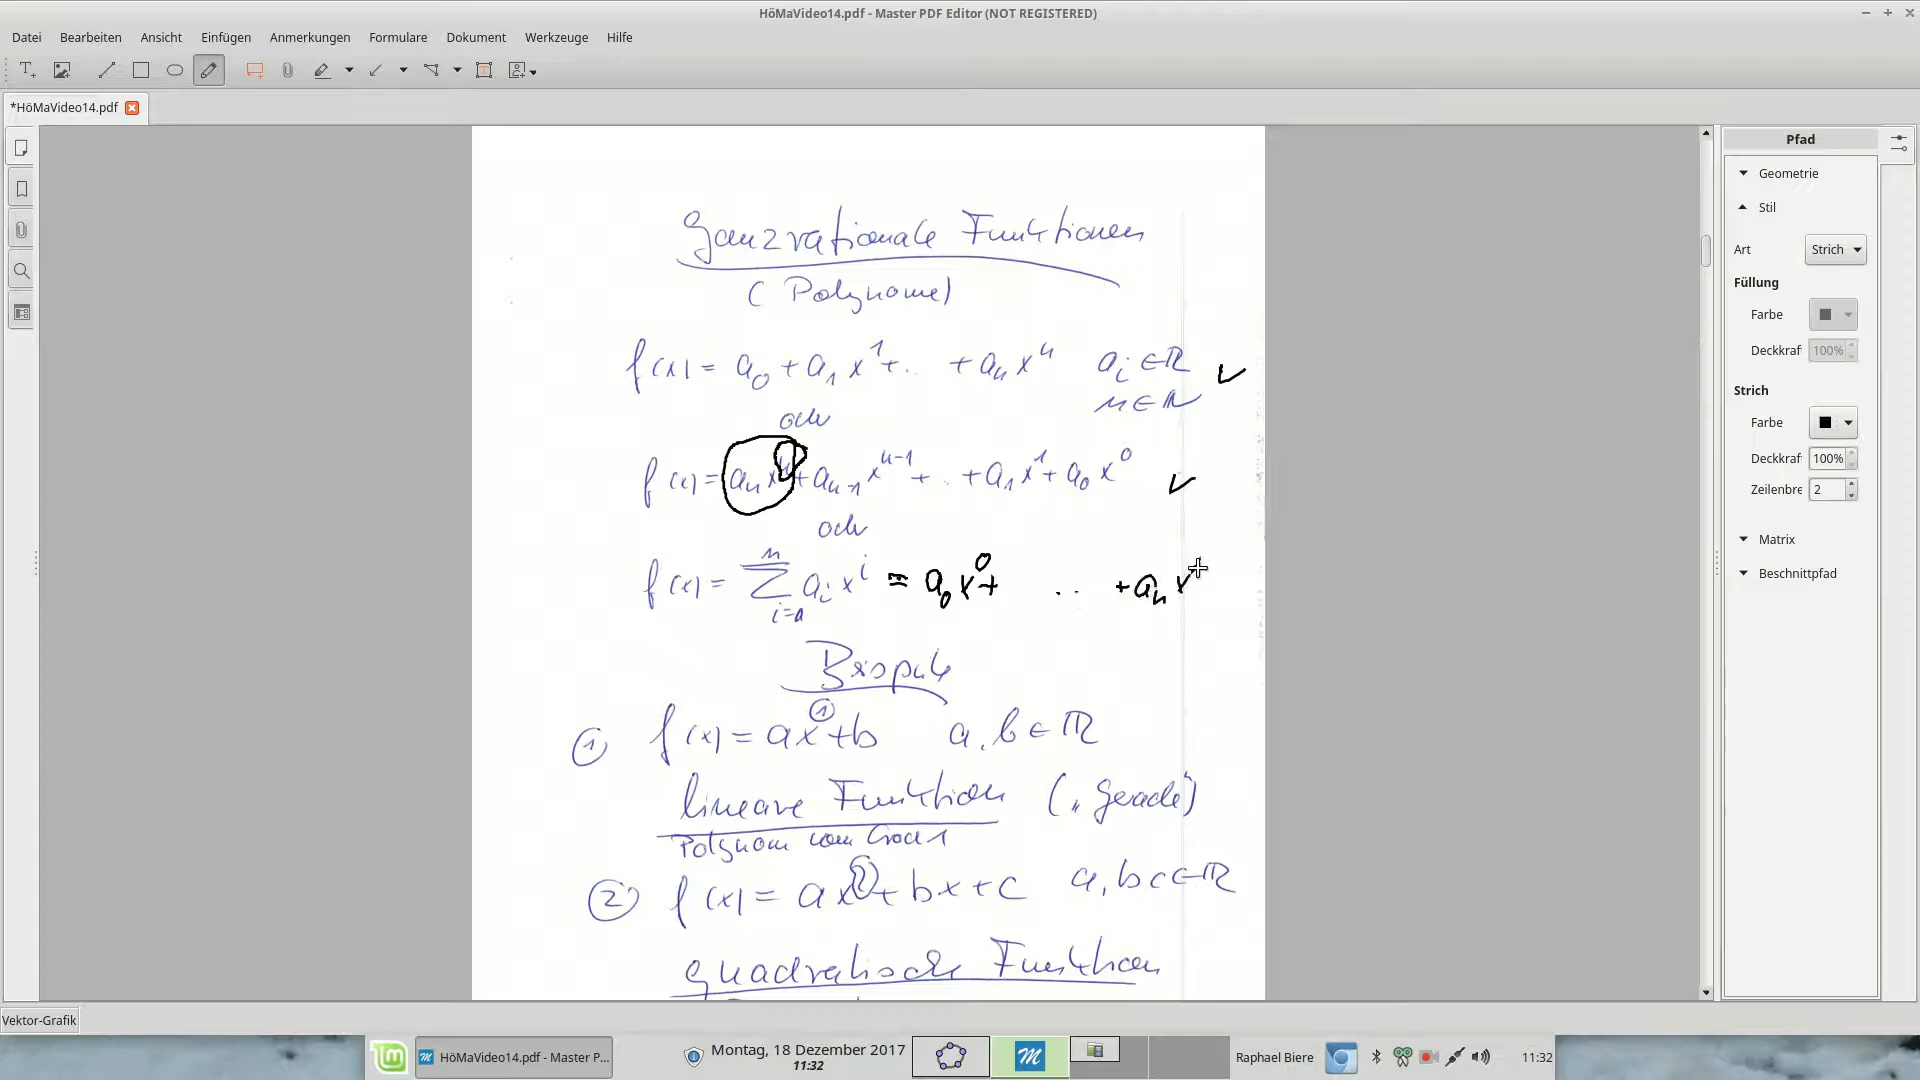 HöMaVideo14.pdf - Master PDF Editor (NOT REGISTERED)
Datei Bearbeiten Ansicht Einfügen Anmerkungen Formulare Dokument Werkzeuge Hilfe
*HöMaVideo14.pdf
Ganzrationale Funktionen
(Polynome)
f(x) = a₀ + a₁x¹ + .. + aₙxⁿ aᵢ ∈ ℝ ✓
n ∈ ℕ
oder
f(x) = aₙxⁿ + aₙ₋₁xⁿ⁻¹ + .. + a₁x¹ + a₀x⁰ ✓
oder
f(x) = Σ aᵢxⁱ = a₀x⁰ + .. + aₙx
n
Beispiele
① f(x) = ax¹ + b a, b ∈ ℝ
lineare Funktion („Gerade")
Polynom vom Grad 1
② f(x) = ax² + bx + c a, b c ∈ ℝ
quadratische Funktion
Pfad
Geometrie
Stil
Art Strich
Füllung
Farbe
Deckkraf 100%
Strich
Farbe
Deckkraf 100%
Zeilenbre 2
Matrix
Beschnittpfad
Vektor-Grafik
HöMaVideo14.pdf - Master P...
Montag, 18 Dezember 2017
11:32
Raphael Biere
11:32